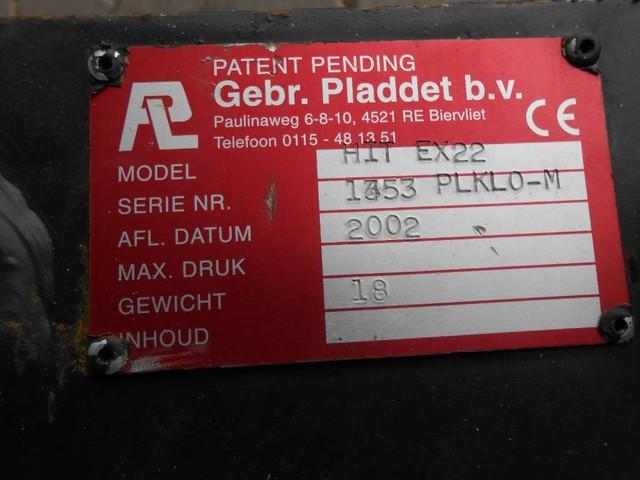 PATENT PENDING
Gebr. Pladdet b.v.
Paulinaweg 6-8-10, 4521 RE Biervliet
Telefoon 0115 - 48 13 51
CE
PL
MODEL HIT EX22
SERIE NR. PLKLO-M
AFL. DATUM 2002
MAX. DRUK
GEWICHT 18
INHOUD